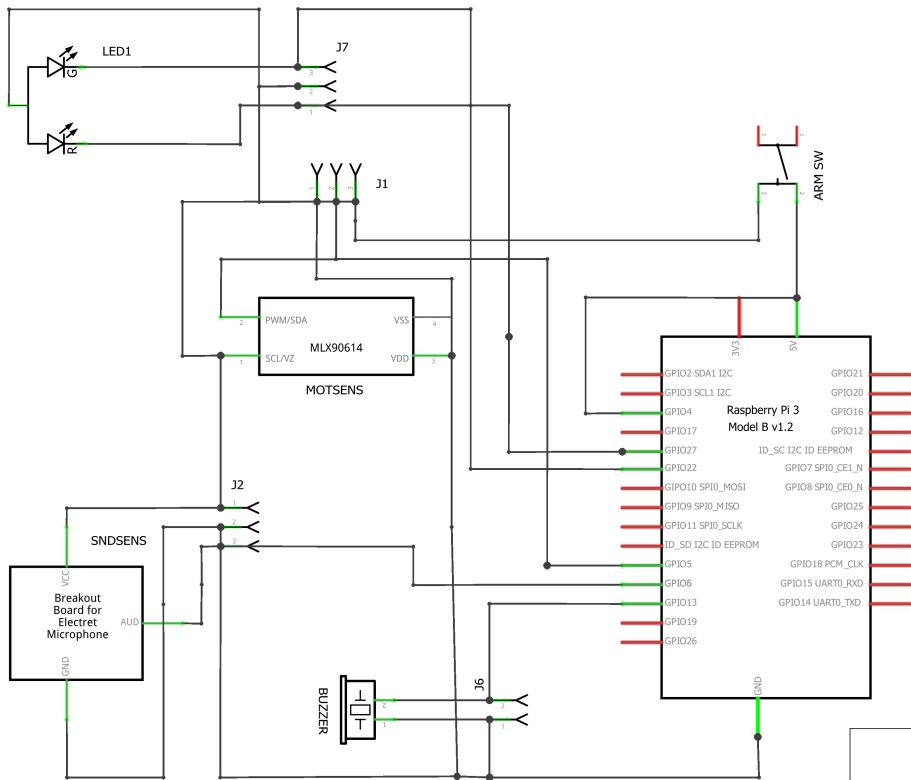 LED1
G
R
J7
3
2
1
J1
1
2
3
ARM SW
1
1
2
2
PWM/SDA
SCL/VZ
MLX90614
VSS
VDD
2
1
4
3
MOTSENS
3V3
5V
Raspberry Pi 3
Model B v1.2
GPIO2 SDA1 I2C
GPIO3 SCL1 I2C
GPIO4
GPIO17
GPIO27
GPIO22
GIPO10 SPI0_MOSI
GPIO9 SPI0_MISO
GPIO11 SPI0_SCLK
ID_SD I2C ID EEPROM
GPIO5
GPIO6
GPIO13
GPIO19
GPIO26
GPIO21
GPIO20
GPIO16
GPIO12
ID_SC I2C ID EEPROM
GPIO7 SPI0_CE1_N
GPIO8 SPI0_CE0_N
GPIO25
GPIO24
GPIO23
GPIO18 PCM_CLK
GPIO15 UART0_RXD
GPIO14 UART0_TXD
GND
J2
1
2
3
SNDSENS
VCC
Breakout
Board for
Electret
Microphone
AUD
GND
BUZZER
2
1
J6
2
1